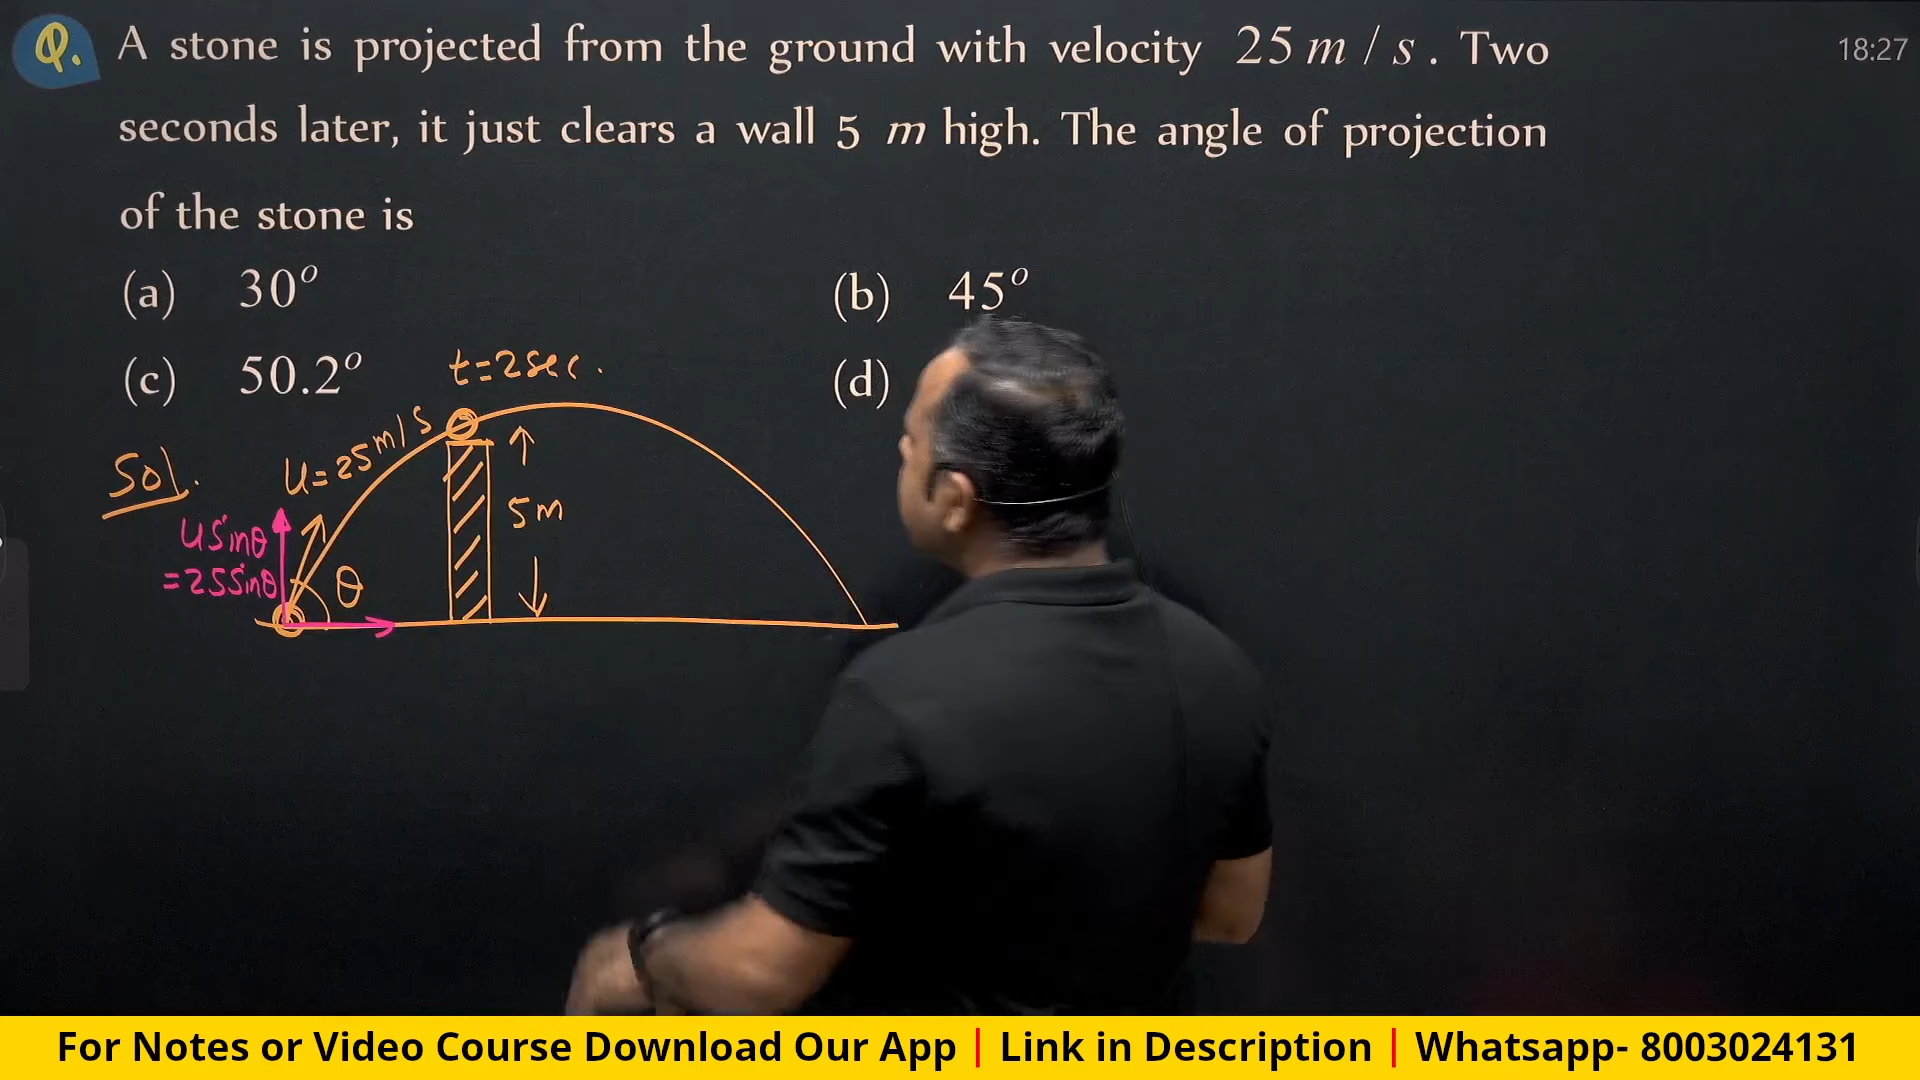 Q. A stone is projected from the ground with velocity 25 m / s . Two
18:27
seconds later, it just clears a wall 5 m high. The angle of projection
of the stone is
(a) 30°
(b) 45°
(c) 50.2°
(d)
t=2sec.
u=25m/s
Sol.
5m
usinθ
=25sinθ
θ
For Notes or Video Course Download Our App | Link in Description | Whatsapp- 8003024131